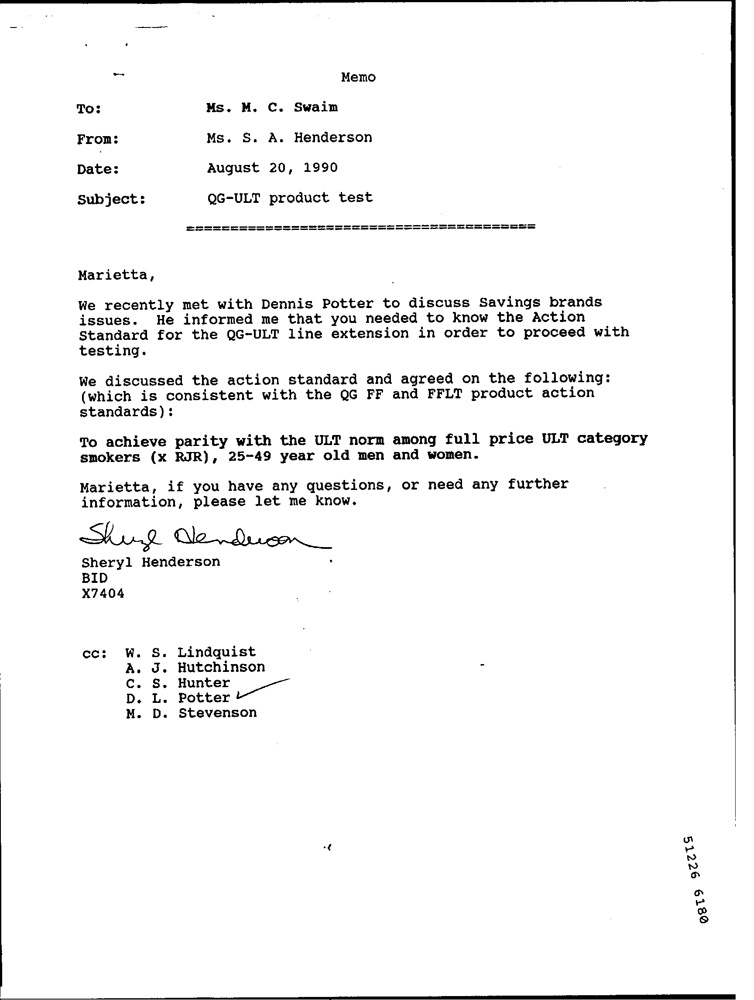 Memo
To: Ms. M. C. Swaim
From: Ms. S. A. Henderson
Date: August 20, 1990
Subject: QG-ULT product test
========================================
Marietta,
We recently met with Dennis Potter to discuss Savings brands
issues. He informed me that you needed to know the Action
Standard for the QG-ULT line extension in order to proceed with
testing.
We discussed the action standard and agreed on the following:
(which is consistent with the QG FF and FFLT product action
standards):
To achieve parity with the ULT norm among full price ULT category
smokers (x RJR), 25-49 year old men and women.
Marietta, if you have any questions, or need any further
information, please let me know.
Sheryl Henderson
Sheryl Henderson
BID
X7404
cc: W. S. Lindquist
A. J. Hutchinson
C. S. Hunter
D. L. Potter ✓
M. D. Stevenson
51226 6180